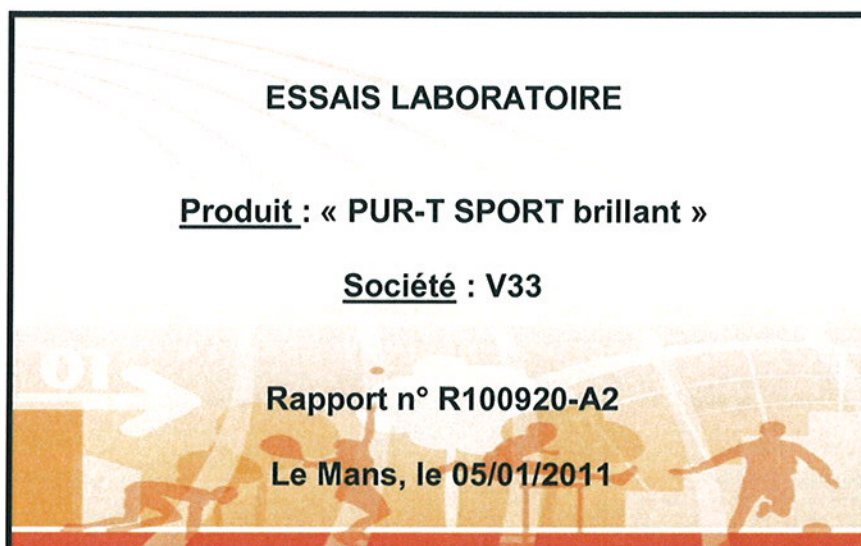 ESSAIS LABORATOIRE
Produit : « PUR-T SPORT brillant »
Société : V33
Rapport n° R100920-A2
Le Mans, le 05/01/2011